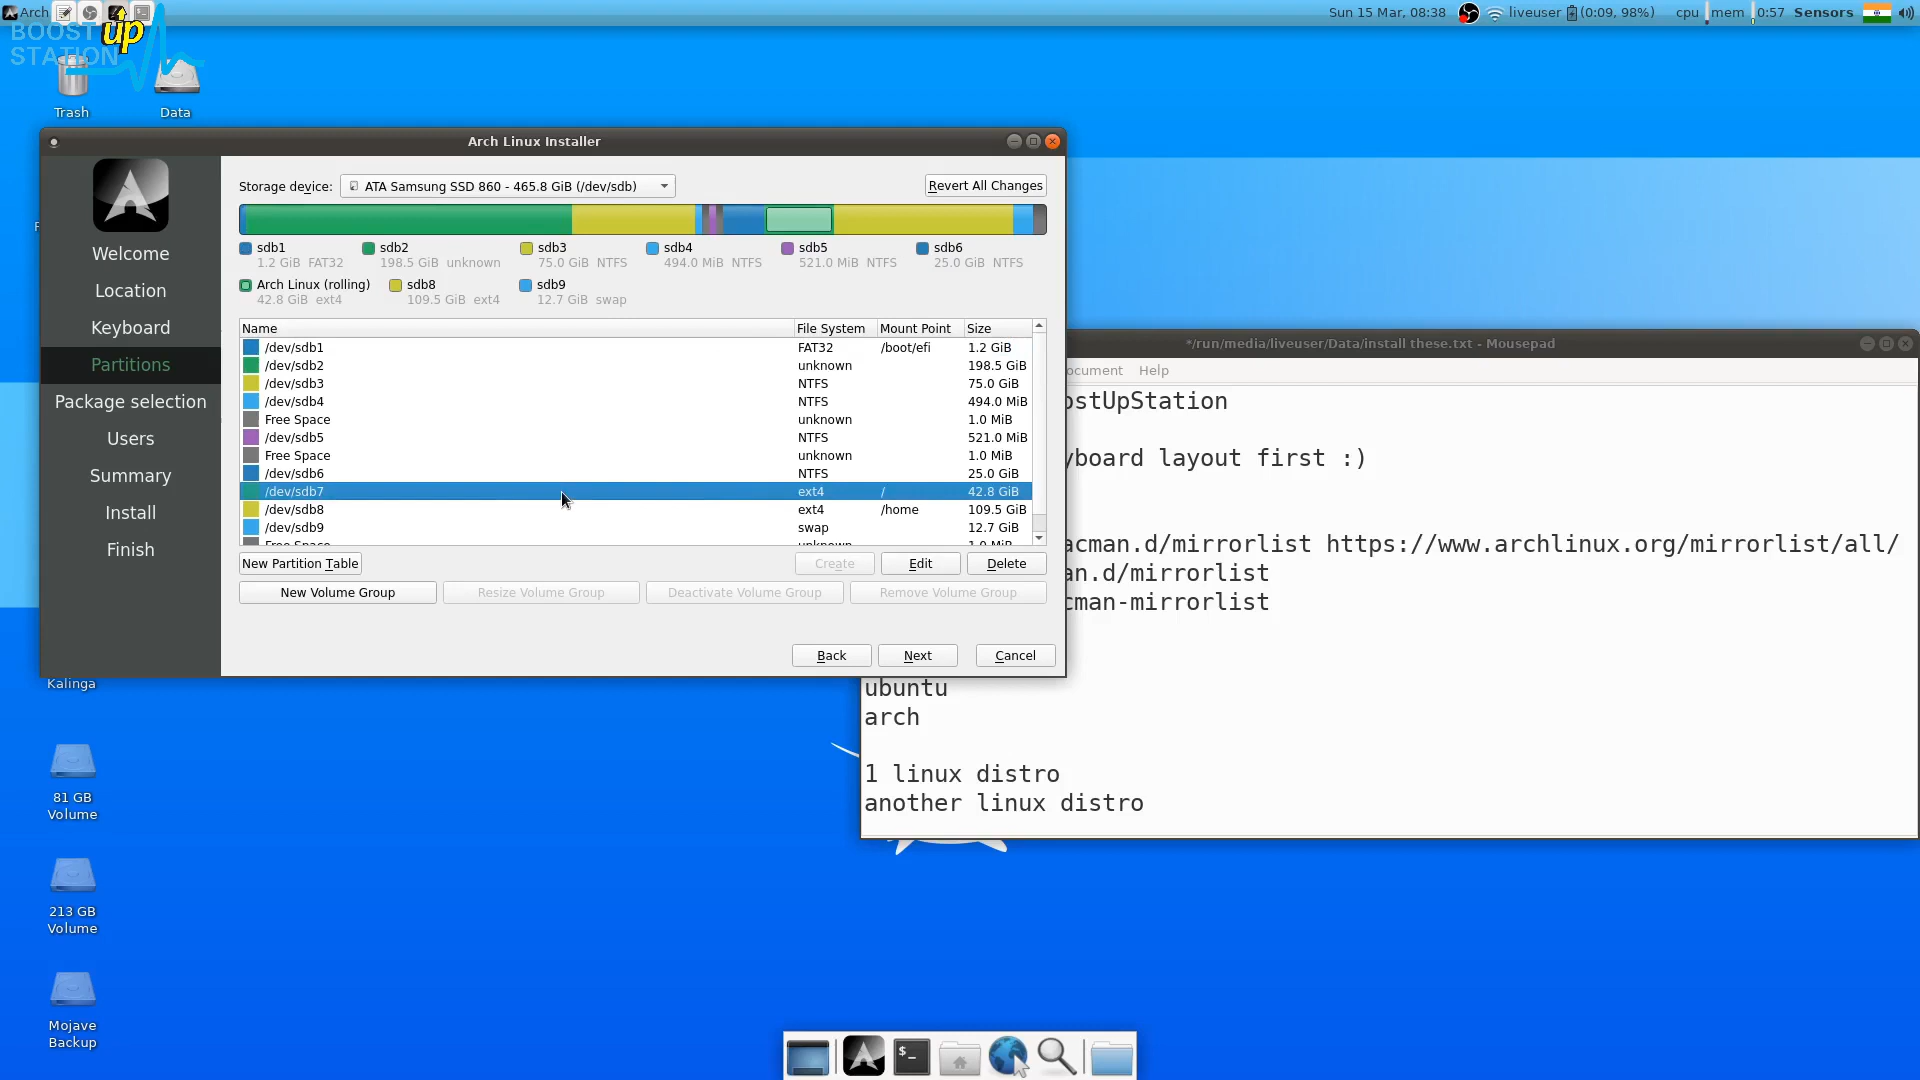 Arch
Sun 15 Mar, 08:38
liveuser
(0:09, 98%)
cpu
mem
0:57
Sensors
BOOST up
STATION
Trash
Data
Arch Linux Installer
Welcome
Location
Keyboard
Partitions
Package selection
Users
Summary
Install
Finish
Storage device:
ATA Samsung SSD 860 - 465.8 GiB (/dev/sdb)
Revert All Changes
sdb1
1.2 GiB FAT32
sdb2
198.5 GiB unknown
sdb3
75.0 GiB NTFS
sdb4
494.0 MiB NTFS
sdb5
521.0 MiB NTFS
sdb6
25.0 GiB NTFS
Arch Linux (rolling)
42.8 GiB ext4
sdb8
109.5 GiB ext4
sdb9
12.7 GiB swap
Name File System Mount Point Size
/dev/sdb1 FAT32 /boot/efi 1.2 GiB
/dev/sdb2 unknown 198.5 GiB
/dev/sdb3 NTFS 75.0 GiB
/dev/sdb4 NTFS 494.0 MiB
Free Space unknown 1.0 MiB
/dev/sdb5 NTFS 521.0 MiB
Free Space unknown 1.0 MiB
/dev/sdb6 NTFS 25.0 GiB
/dev/sdb7 ext4 / 42.8 GiB
/dev/sdb8 ext4 /home 109.5 GiB
/dev/sdb9 swap 12.7 GiB
Free Space unknown 1.0 MiB
New Partition Table
Create
Edit
Delete
New Volume Group
Resize Volume Group
Deactivate Volume Group
Remove Volume Group
Back
Next
Cancel
*/run/media/liveuser/Data/install these.txt - Mousepad
ocument Help
ostUpStation
yboard layout first :)
acman.d/mirrorlist https://www.archlinux.org/mirrorlist/all/
an.d/mirrorlist
cman-mirrorlist
ubuntu
arch
1 linux distro
another linux distro
Kalinga
81 GB
Volume
213 GB
Volume
Mojave
Backup